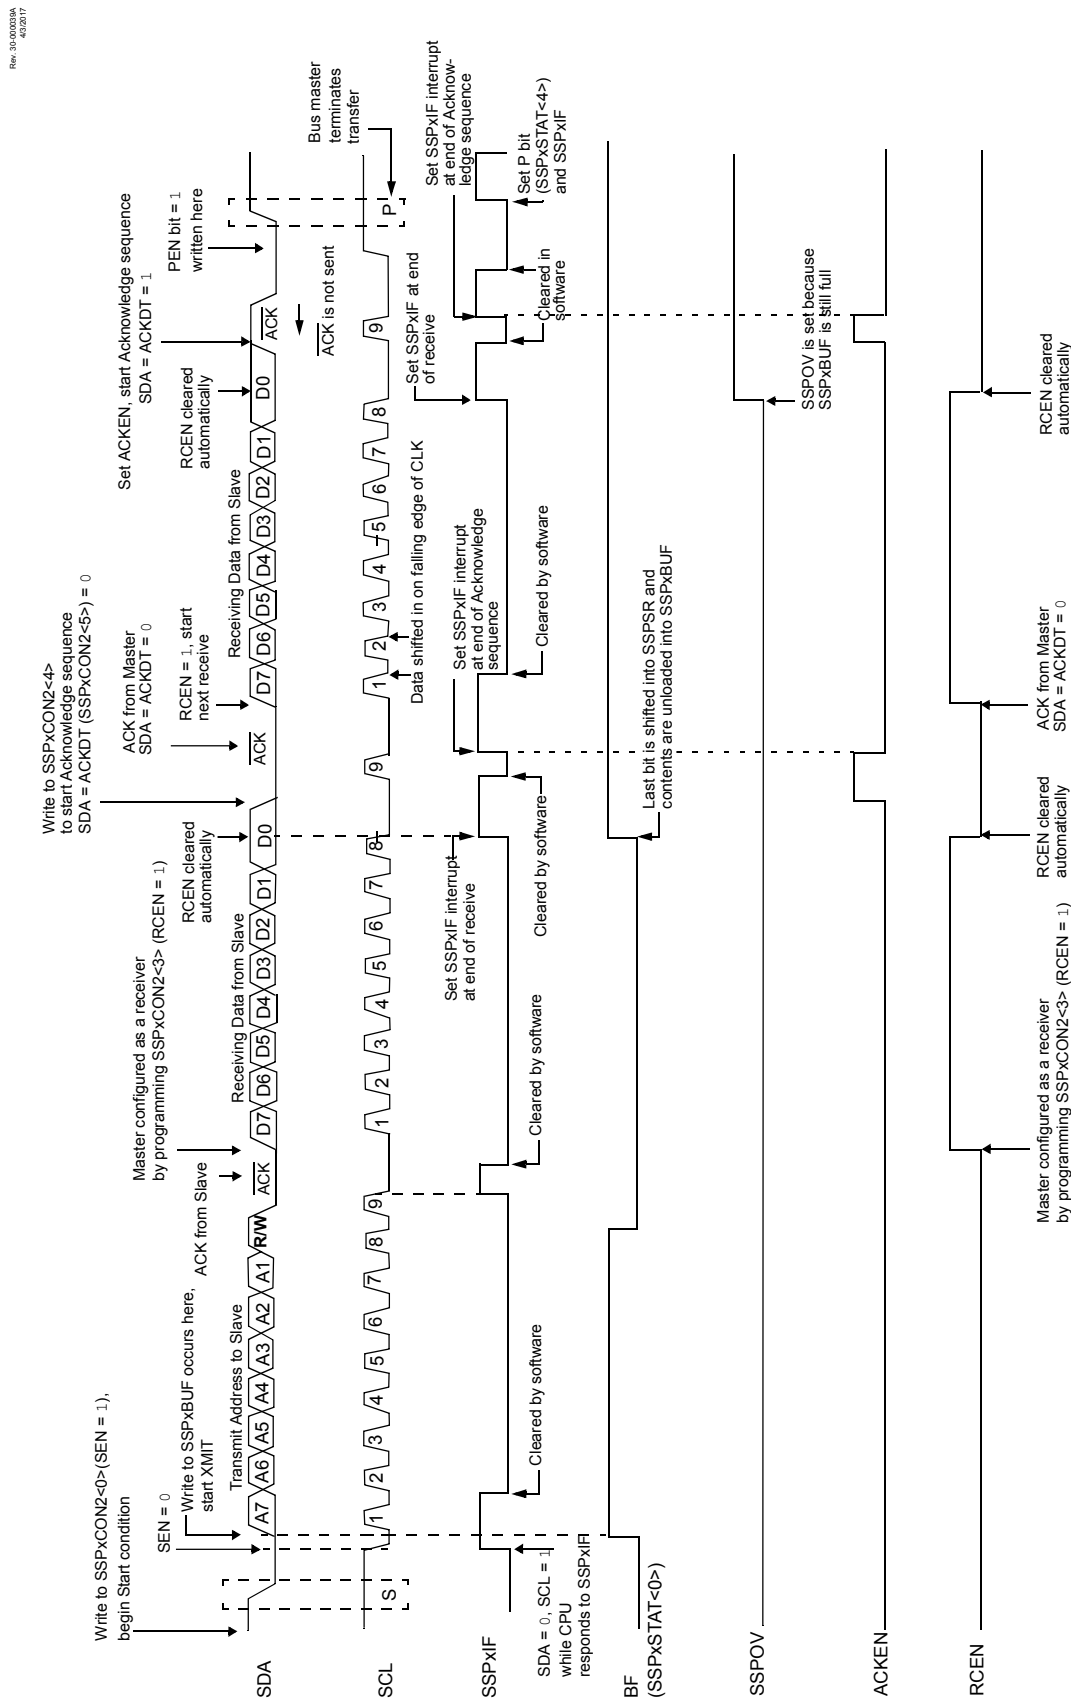 Rev. 30-000039A
4/3/2017
Write to SSPxCON2<0>(SEN = 1),
begin Start condition
SEN = 0
Write to SSPxBUF occurs here,
start XMIT
ACK from Slave
Master configured as a receiver
by programming SSPxCON2<3> (RCEN = 1)
RCEN cleared
automatically
Write to SSPxCON2<4>
to start Acknowledge sequence
SDA = ACKDT (SSPxCON2<5>) = 0
ACK from Master
SDA = ACKDT = 0
RCEN = 1, start
next receive
RCEN cleared
automatically
Set ACKEN, start Acknowledge sequence
SDA = ACKDT = 1
PEN bit = 1
written here
Transmit Address to Slave
Receiving Data from Slave
Receiving Data from Slave
SDA
A7 A6 A5 A4 A3 A2 A1 R/W ACK D7 D6 D5 D4 D3 D2 D1 D0 ACK D7 D6 D5 D4 D3 D2 D1 D0 ACK
ACK is not sent
Bus master
terminates
transfer
SCL
S 1 2 3 4 5 6 7 8 9 1 2 3 4 5 6 7 8 9 1 2 3 4 5 6 7 8 9 P
Data shifted in on falling edge of CLK
Set SSPxIF interrupt
at end of receive
Set SSPxIF interrupt
at end of Acknowledge
sequence
Set SSPxIF at end
of receive
Set SSPxIF interrupt
at end of Acknow-
ledge sequence
SSPxIF
SDA = 0, SCL = 1
while CPU
responds to SSPxIF
Cleared by software
Cleared by software
Cleared by software
Cleared by software
Cleared in
software
Set P bit
(SSPxSTAT<4>)
and SSPxIF
BF
(SSPxSTAT<0>)
Last bit is shifted into SSPSR and
contents are unloaded into SSPxBUF
SSPOV
SSPOV is set because
SSPxBUF is still full
ACKEN
RCEN
Master configured as a receiver
by programming SSPxCON2<3> (RCEN = 1)
RCEN cleared
automatically
ACK from Master
SDA = ACKDT = 0
RCEN cleared
automatically